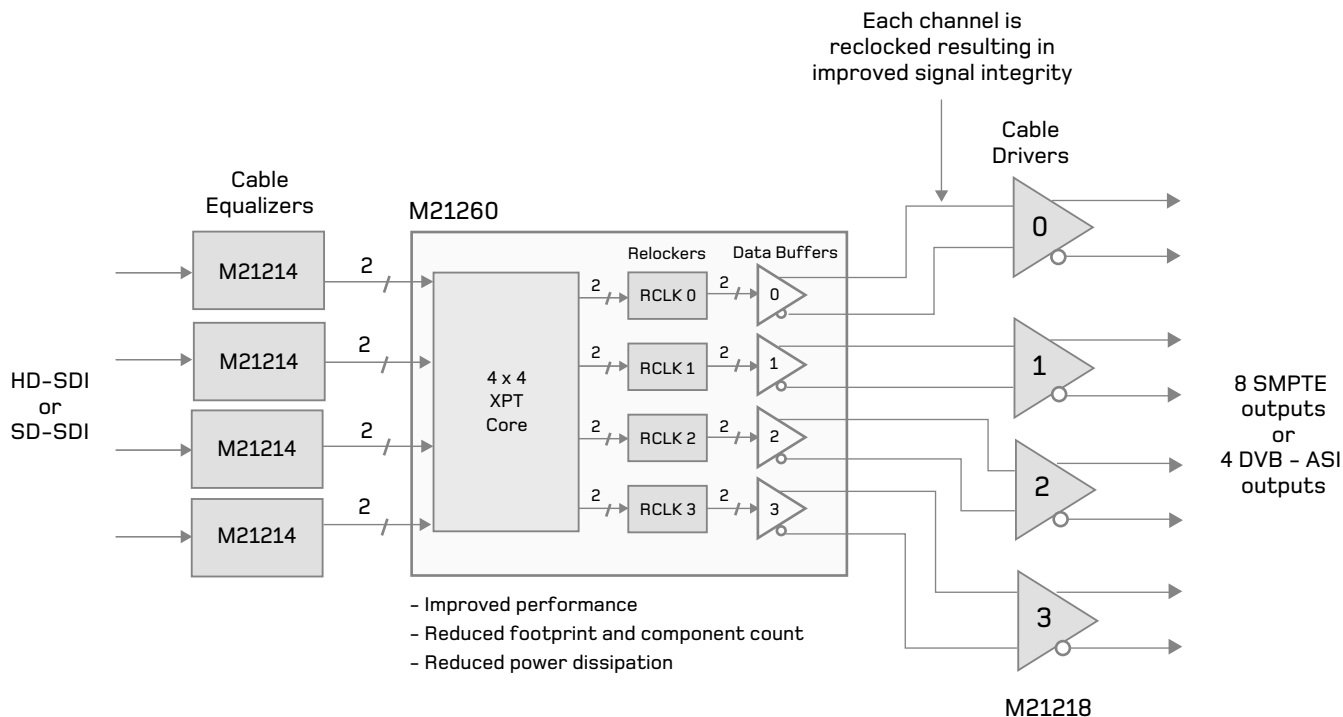 Each channel is
reclocked resulting in
improved signal integrity
Cable
Drivers
Cable
Equalizers
M21260
Relockers
Data Buffers
HD-SDI
or
SD-SDI
M21214
2
M21214
2
M21214
2
M21214
2
4 x 4
XPT
Core
2
RCLK 0
2
0
2
RCLK 1
2
1
2
RCLK 2
2
2
2
RCLK 3
2
3
0
1
2
3
8 SMPTE
outputs
or
4 DVB - ASI
outputs
- Improved performance
- Reduced footprint and component count
- Reduced power dissipation
M21218